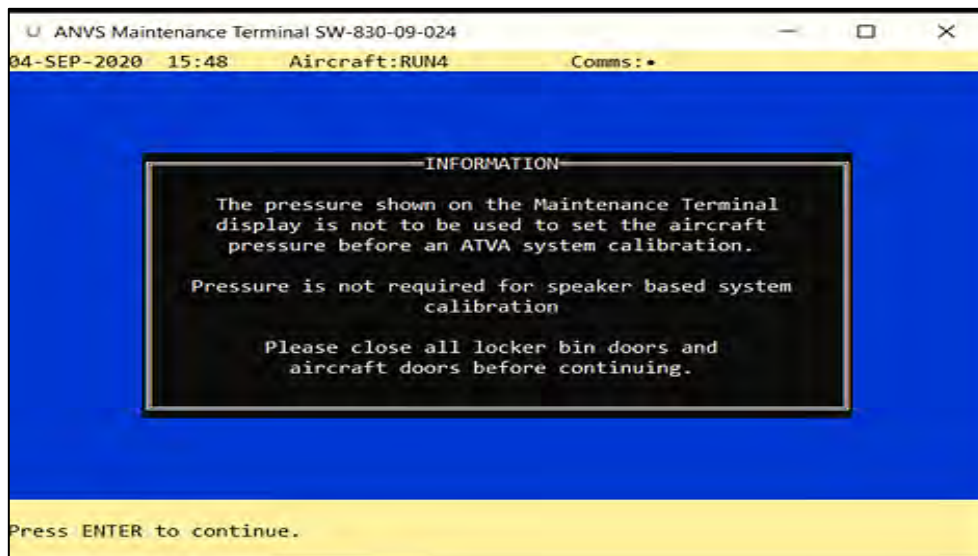 ANVS Maintenance Terminal SW-830-09-024
04-SEP-2020 15:48 Aircraft:RUN4 Comms:•
INFORMATION
The pressure shown on the Maintenance Terminal
display is not to be used to set the aircraft
pressure before an ATVA system calibration.
Pressure is not required for speaker based system
calibration
Please close all locker bin doors and
aircraft doors before continuing.
Press ENTER to continue.